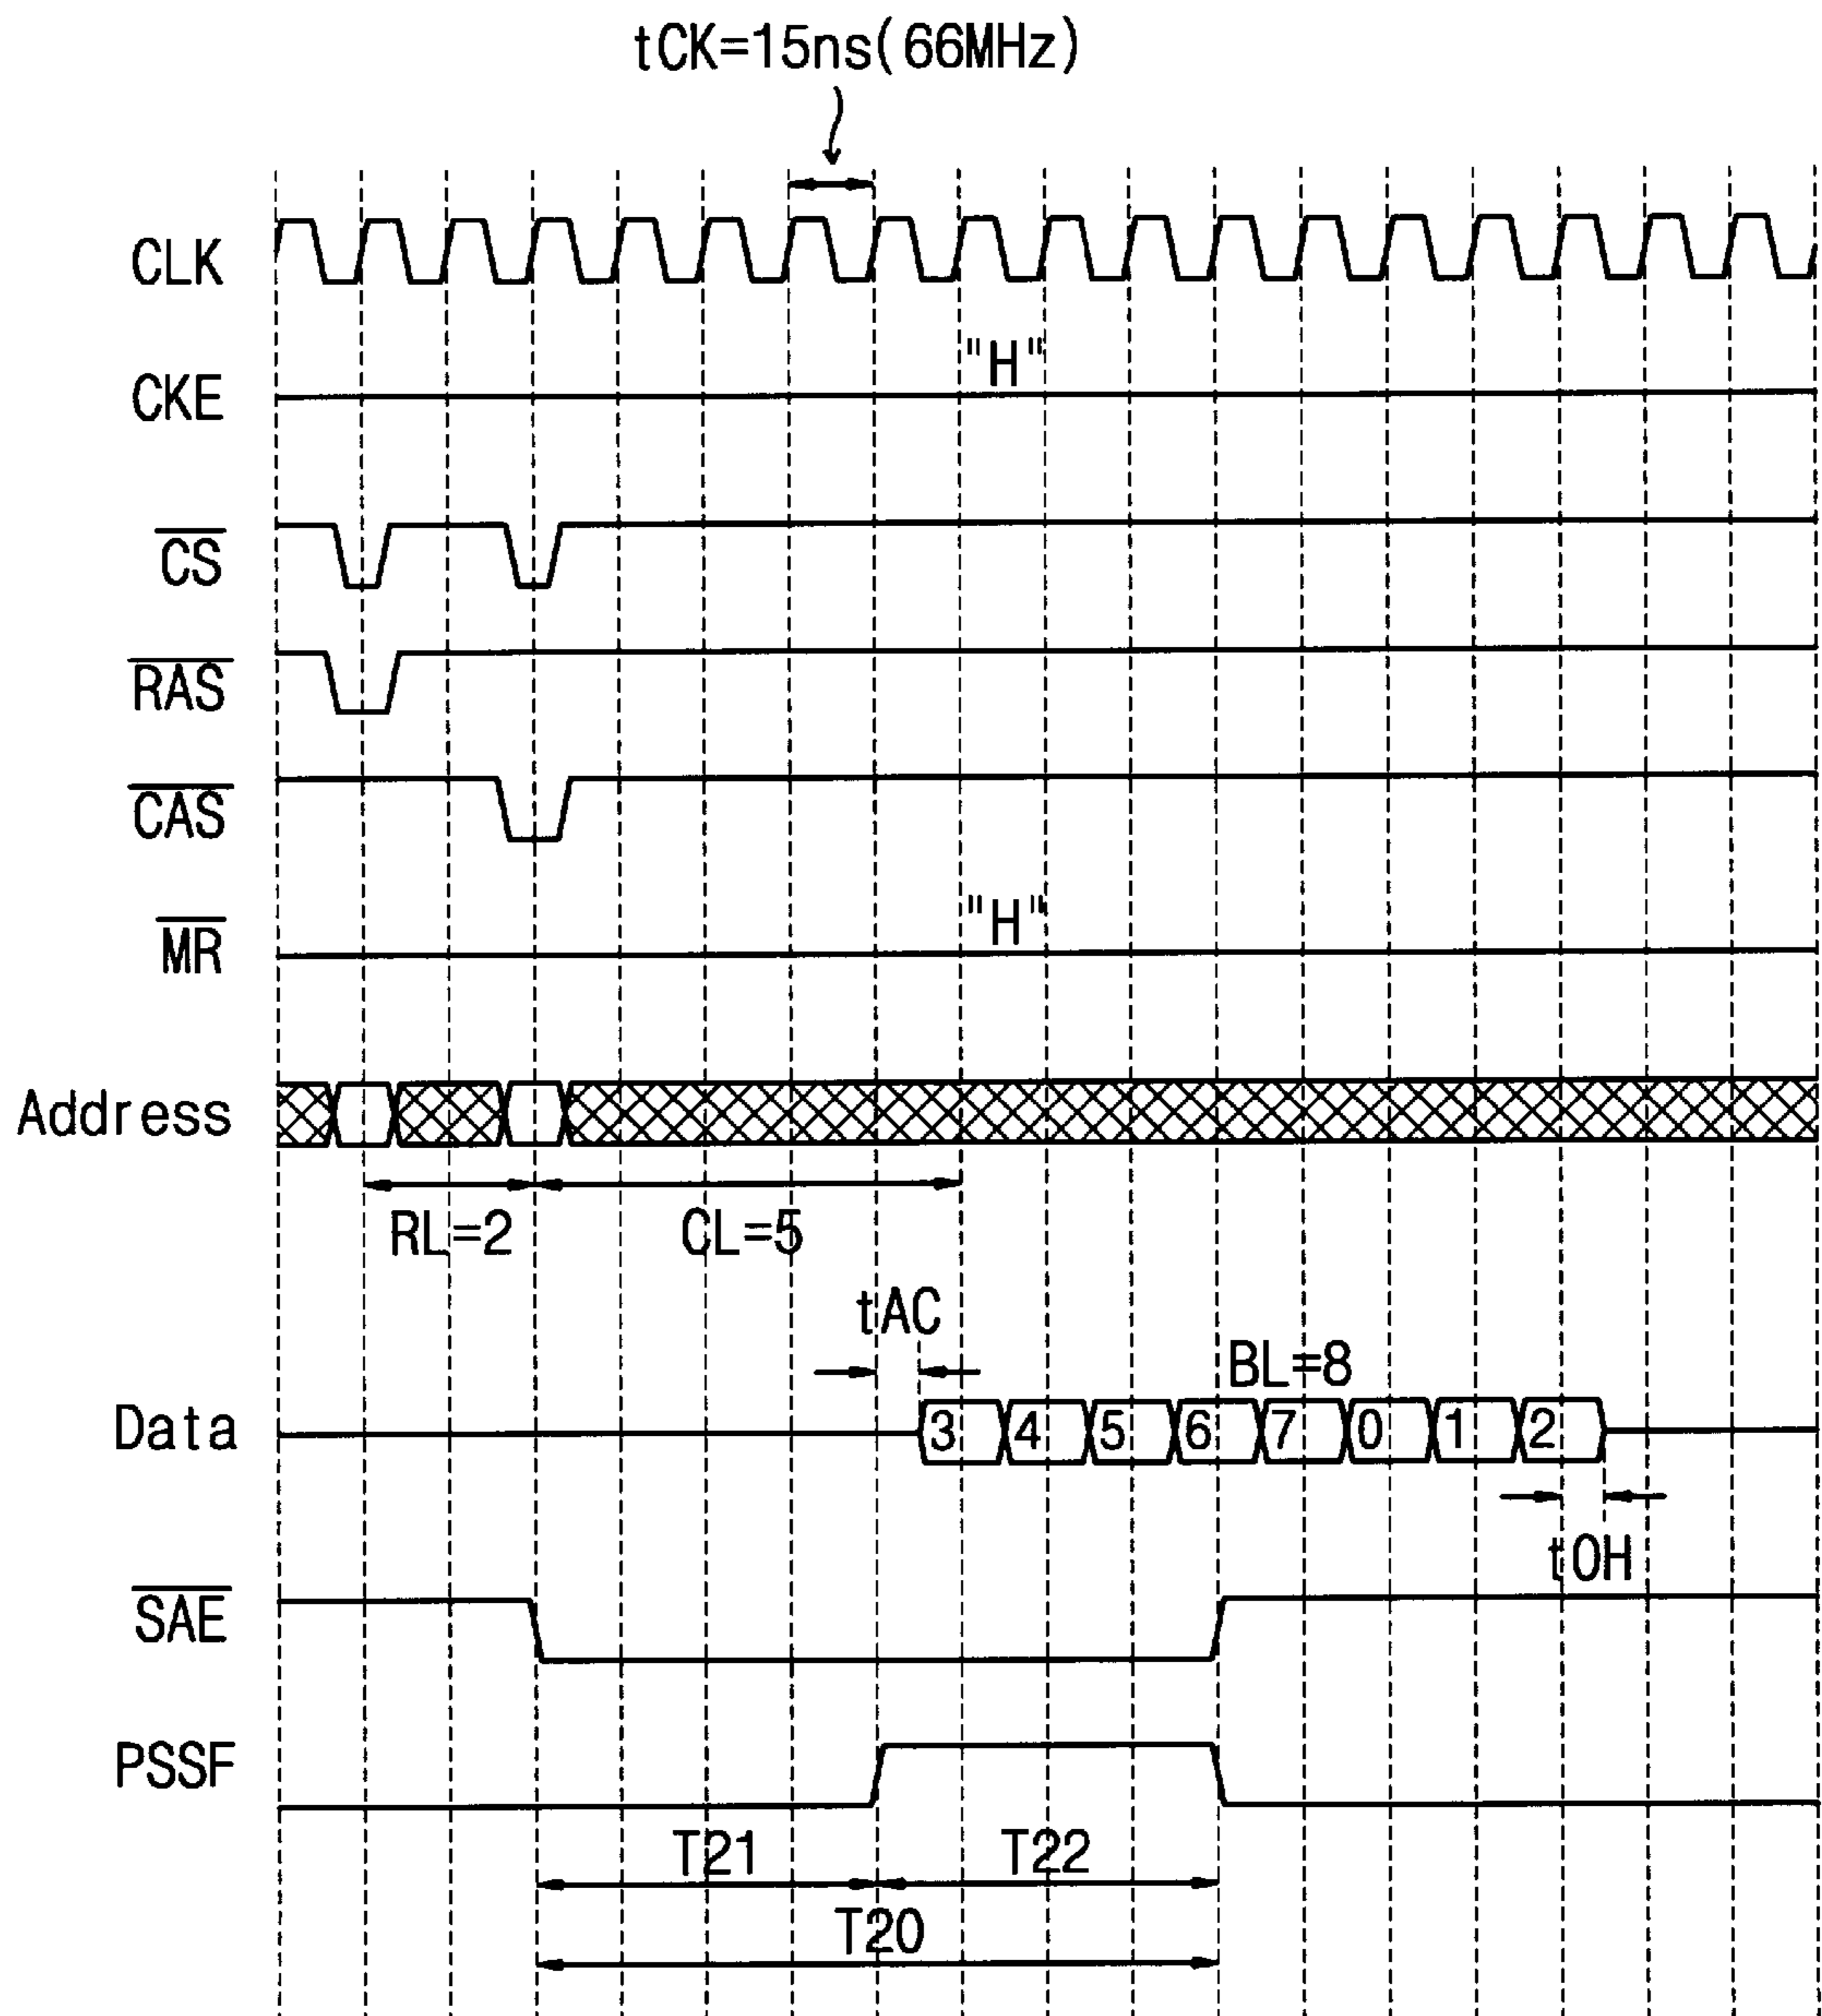 tCK=15ns(66MHz)
CLK
CKE
"H"
CS
RAS
CAS
MR
"H"
Address
RL=2
CL=5
tAC
BL=8
Data
3 4 5 6 7 0 1 2
tOH
SAE
PSSF
T21
T22
T20